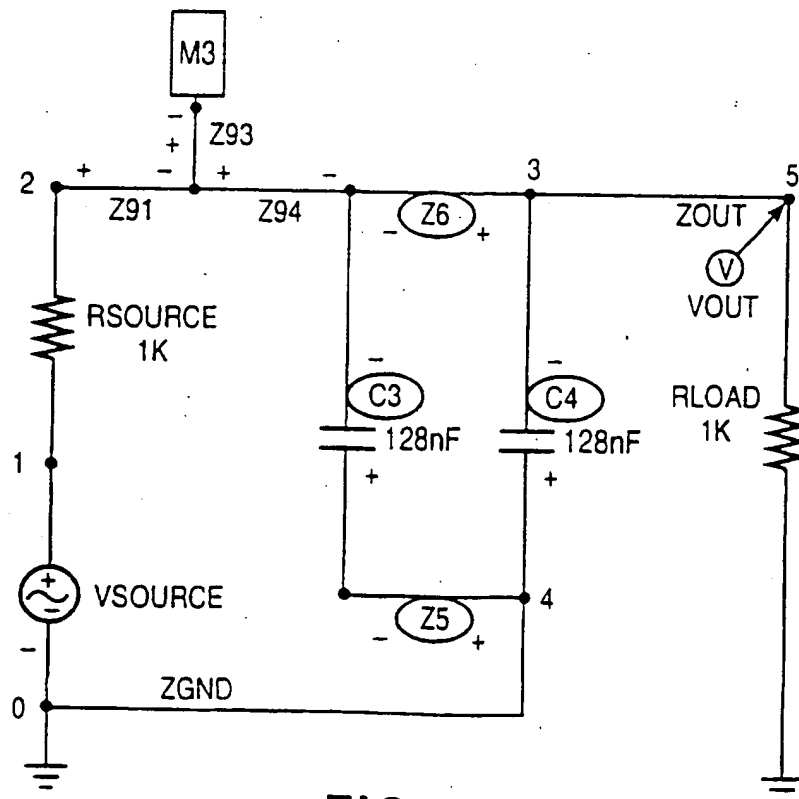 M3
− + Z93
2 + − + − 3 5
Z91 Z94 Z6 ZOUT
− +
V
VOUT
RSOURCE
1K
− −
C3 C4 RLOAD
128nF 128nF 1K
+ +
1
+
− VSOURCE
−
4
Z5
− +
ZGND
0